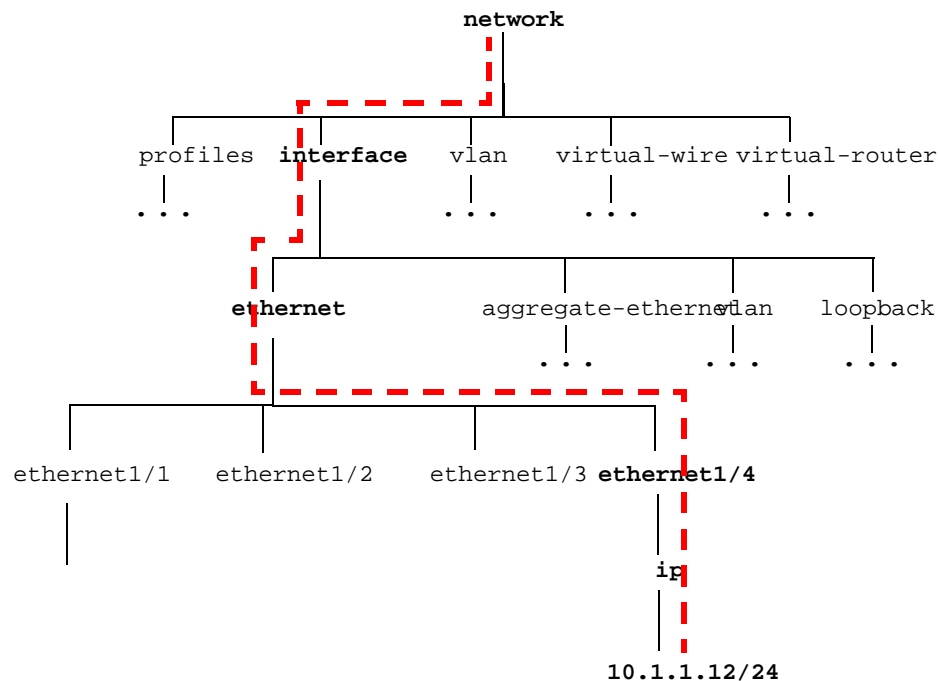 network
profiles interface vlan virtual-wire virtual-router
... ... ... ...
ethernet aggregate-ethernet vlan loopback
... ... ...
ethernet1/1 ethernet1/2 ethernet1/3 ethernet1/4
ip
10.1.1.12/24